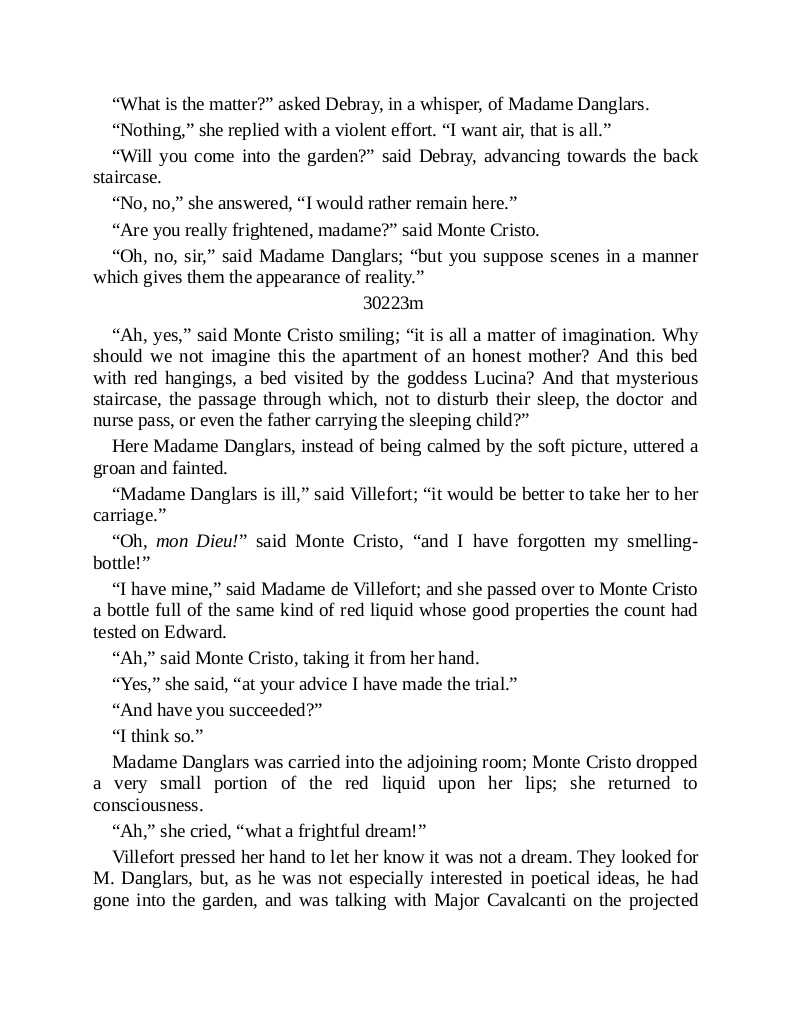 “What is the matter?” asked Debray, in a whisper, of Madame Danglars.
“Nothing,” she replied with a violent effort. “I want air, that is all.”
“Will you come into the garden?” said Debray, advancing towards the back
staircase.
“No, no,” she answered, “I would rather remain here.”
“Are you really frightened, madame?” said Monte Cristo.
“Oh, no, sir,” said Madame Danglars; “but you suppose scenes in a manner
which gives them the appearance of reality.”
30223m
“Ah, yes,” said Monte Cristo smiling; “it is all a matter of imagination. Why
should we not imagine this the apartment of an honest mother? And this bed
with red hangings, a bed visited by the goddess Lucina? And that mysterious
staircase, the passage through which, not to disturb their sleep, the doctor and
nurse pass, or even the father carrying the sleeping child?”
Here Madame Danglars, instead of being calmed by the soft picture, uttered a
groan and fainted.
“Madame Danglars is ill,” said Villefort; “it would be better to take her to her
carriage.”
“Oh, mon Dieu!” said Monte Cristo, “and I have forgotten my smelling-
bottle!”
“I have mine,” said Madame de Villefort; and she passed over to Monte Cristo
a bottle full of the same kind of red liquid whose good properties the count had
tested on Edward.
“Ah,” said Monte Cristo, taking it from her hand.
“Yes,” she said, “at your advice I have made the trial.”
“And have you succeeded?”
“I think so.”
Madame Danglars was carried into the adjoining room; Monte Cristo dropped
a very small portion of the red liquid upon her lips; she returned to
consciousness.
“Ah,” she cried, “what a frightful dream!”
Villefort pressed her hand to let her know it was not a dream. They looked for
M. Danglars, but, as he was not especially interested in poetical ideas, he had
gone into the garden, and was talking with Major Cavalcanti on the projected